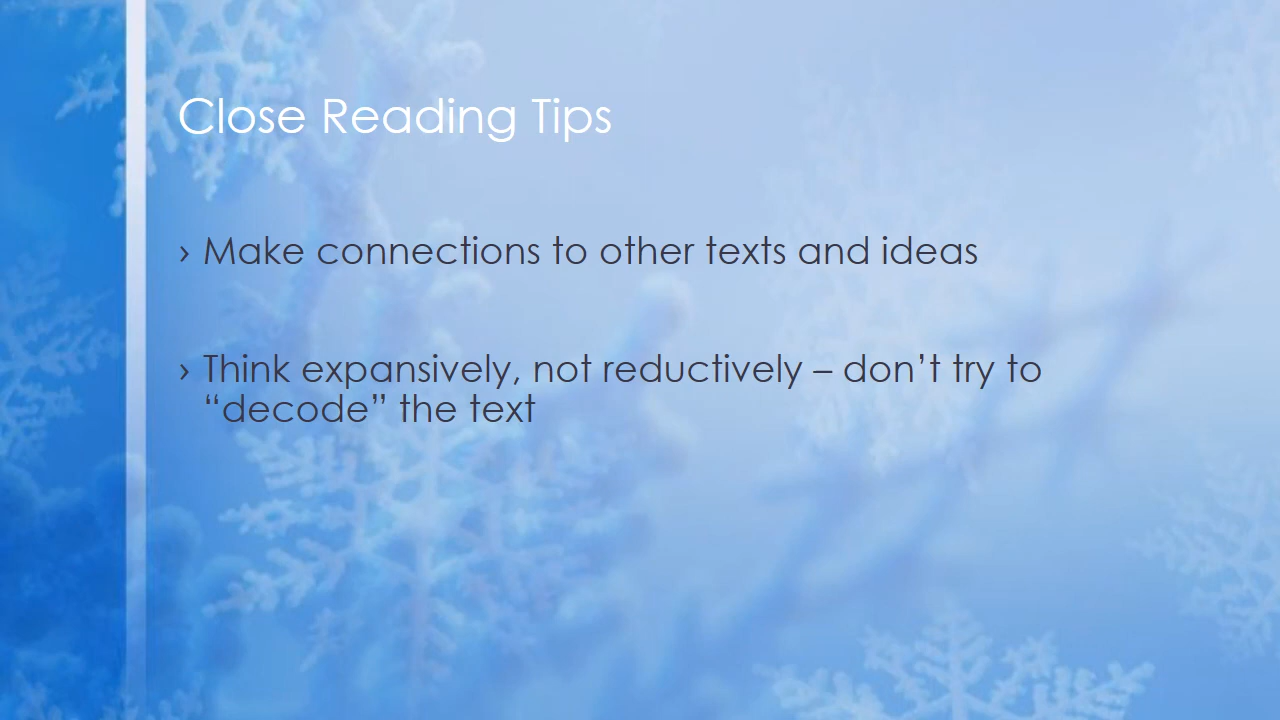 Close Reading Tips
› Make connections to other texts and ideas
› Think expansively, not reductively – don’t try to
“decode” the text